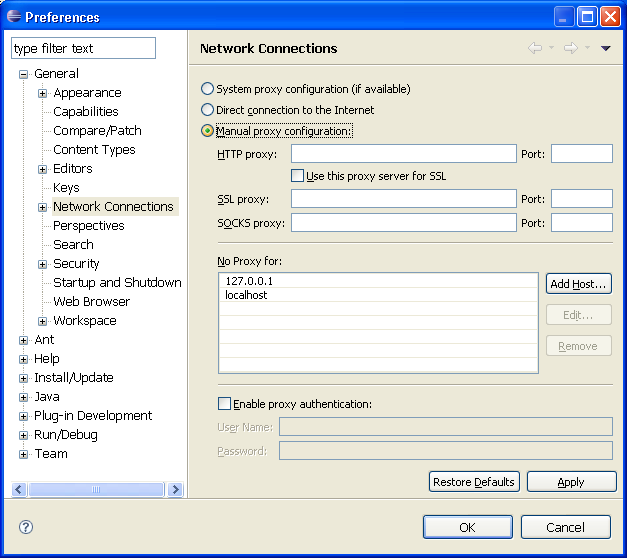 Preferences
type filter text
General
Appearance
Capabilities
Compare/Patch
Content Types
Editors
Keys
Network Connections
Perspectives
Search
Security
Startup and Shutdown
Web Browser
Workspace
Ant
Help
Install/Update
Java
Plug-in Development
Run/Debug
Team
Network Connections
System proxy configuration (if available)
Direct connection to the Internet
Manual proxy configuration:
HTTP proxy: Port:
Use this proxy server for SSL
SSL proxy: Port:
SOCKS proxy: Port:
No Proxy for:
127.0.0.1
localhost
Add Host...
Edit...
Remove
Enable proxy authentication:
User Name:
Password:
Restore Defaults Apply
? OK Cancel